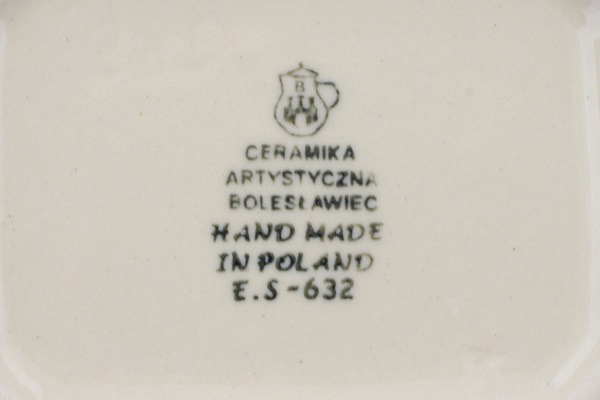 B
CERAMIKA
ARTYSTYCZNA
BOLESŁAWIEC
HAND MADE
IN POLAND
E.S-632